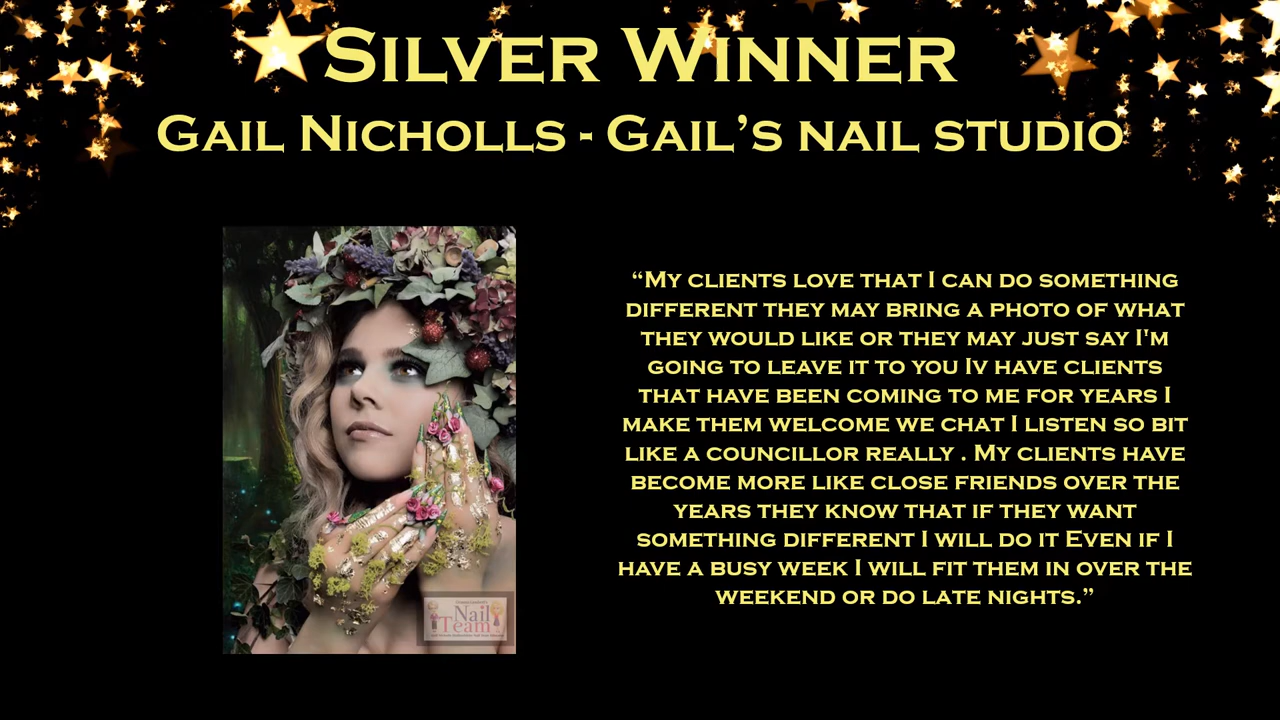 Silver Winner
Gail Nicholls - Gail’s nail studio
“My clients love that I can do something
different they may bring a photo of what
they would like or they may just say I'm
going to leave it to you Iv have clients
that have been coming to me for years I
make them welcome we chat I listen so bit
like a councillor really . My clients have
become more like close friends over the
years they know that if they want
something different I will do it Even if I
have a busy week I will fit them in over the
weekend or do late nights.”
Nail
Team